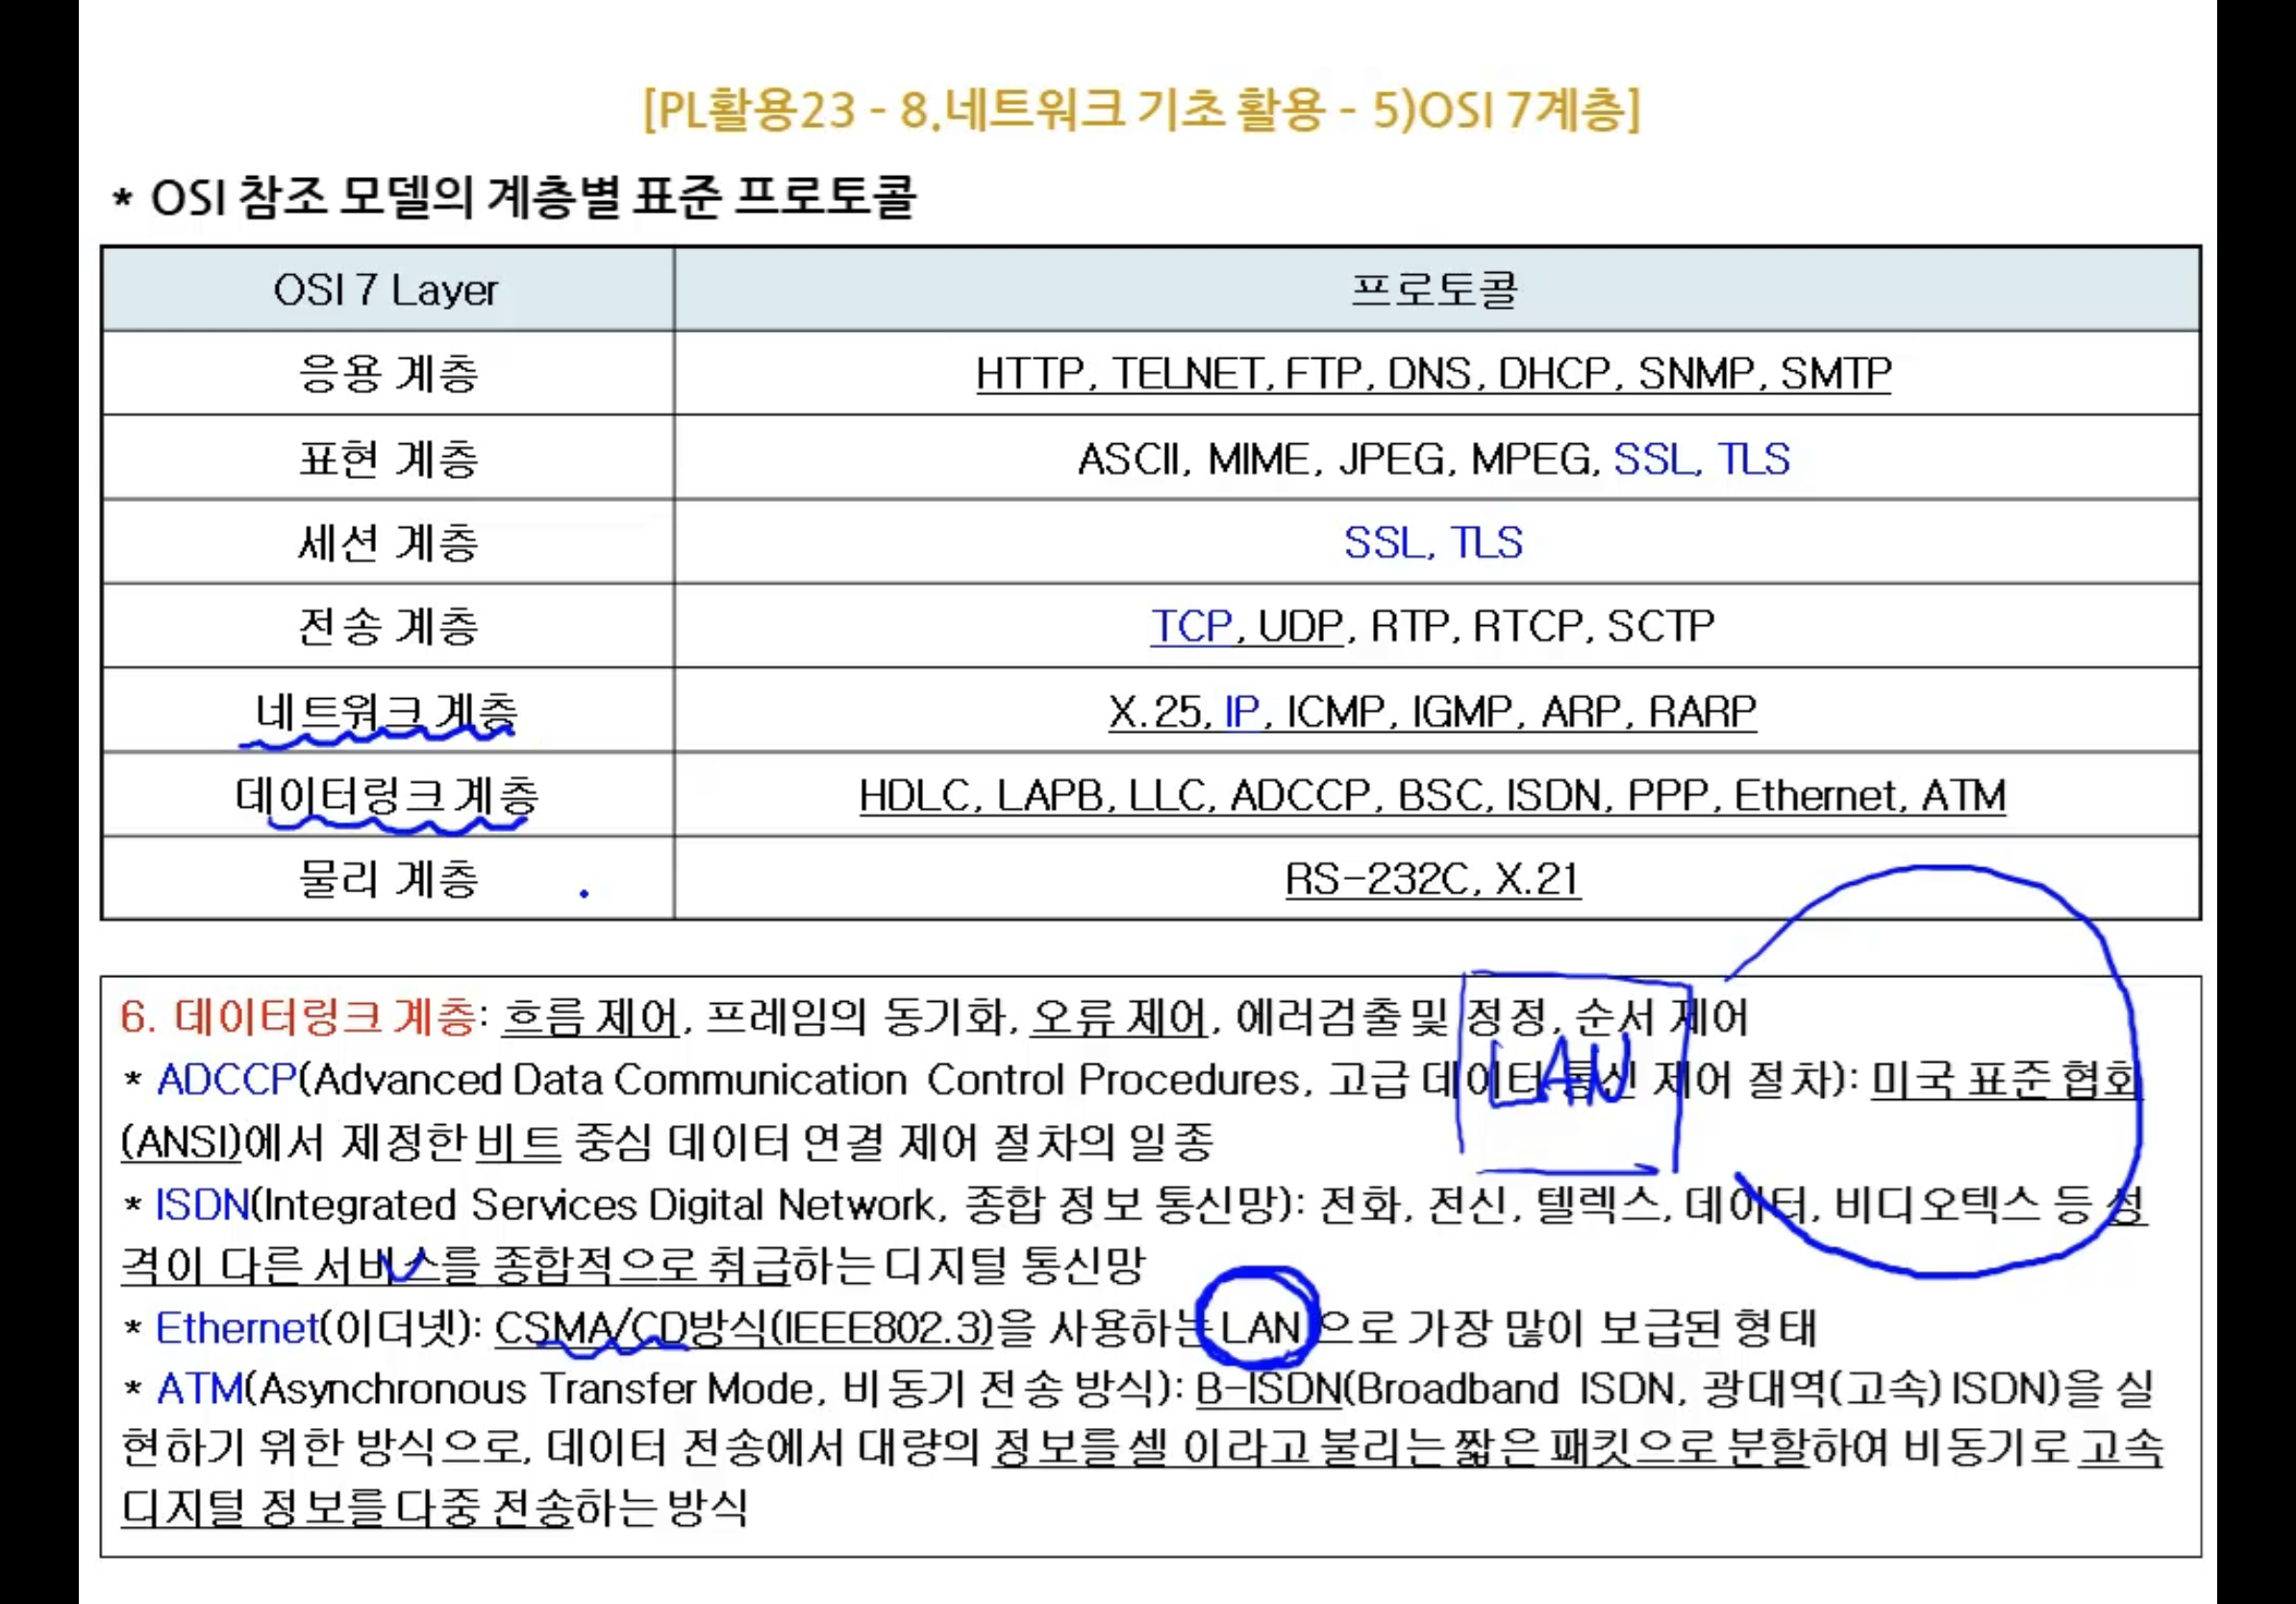 [PL활용23 - 8.네트워크 기초 활용 - 5)OSI 7계층]
* OSI 참조 모델의 계층별 표준 프로토콜
OSI 7 Layer 프로토콜
응용 계층 HTTP, TELNET, FTP, DNS, DHCP, SNMP, SMTP
표현 계층 ASCII, MIME, JPEG, MPEG, SSL, TLS
세션 계층 SSL, TLS
전송 계층 TCP, UDP, RTP, RTCP, SCTP
네트워크 계층 X.25, IP, ICMP, IGMP, ARP, RARP
데이터링크 계층 HDLC, LAPB, LLC, ADCCP, BSC, ISDN, PPP, Ethernet, ATM
물리 계층 RS-232C, X.21
6. 데이터링크 계층: 흐름 제어, 프레임의 동기화, 오류 제어, 에러검출 및 정정, 순서 제어
LAN
* ADCCP(Advanced Data Communication Control Procedures, 고급 데이터 통신 제어 절차): 미국 표준 협회
(ANSI)에서 제정한 비트 중심 데이터 연결 제어 절차의 일종
* ISDN(Integrated Services Digital Network, 종합 정보 통신망): 전화, 전신, 텔렉스, 데이터, 비디오텍스 등 성
격이 다른 서비스를 종합적으로 취급하는 디지털 통신망
* Ethernet(이더넷): CSMA/CD방식(IEEE802.3)을 사용하는 LAN으로 가장 많이 보급된 형태
* ATM(Asynchronous Transfer Mode, 비동기 전송 방식): B-ISDN(Broadband ISDN, 광대역(고속) ISDN)을 실
현하기 위한 방식으로, 데이터 전송에서 대량의 정보를 셀 이라고 불리는 짧은 패킷으로 분할하여 비동기로 고속
디지털 정보를 다중 전송하는 방식